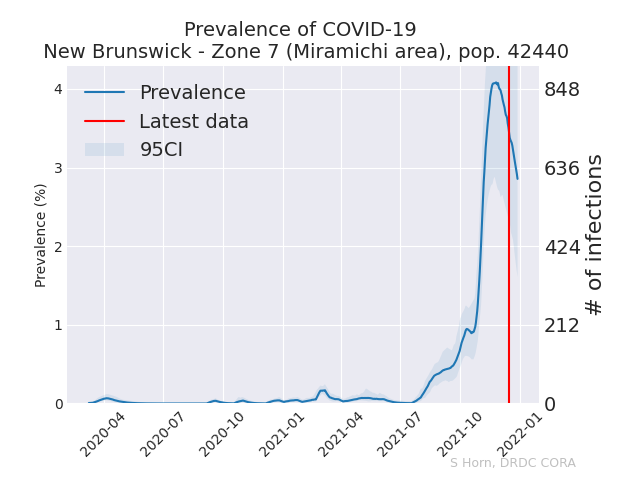 Prevalence of COVID-19
New Brunswick - Zone 7 (Miramichi area), pop. 42440
Prevalence
Latest data
95CI
Prevalence (%)
4
3
2
1
0
848
636
424
212
0
# of infections
2020-04
2020-07
2020-10
2021-01
2021-04
2021-07
2021-10
2022-01
S Horn, DRDC CORA